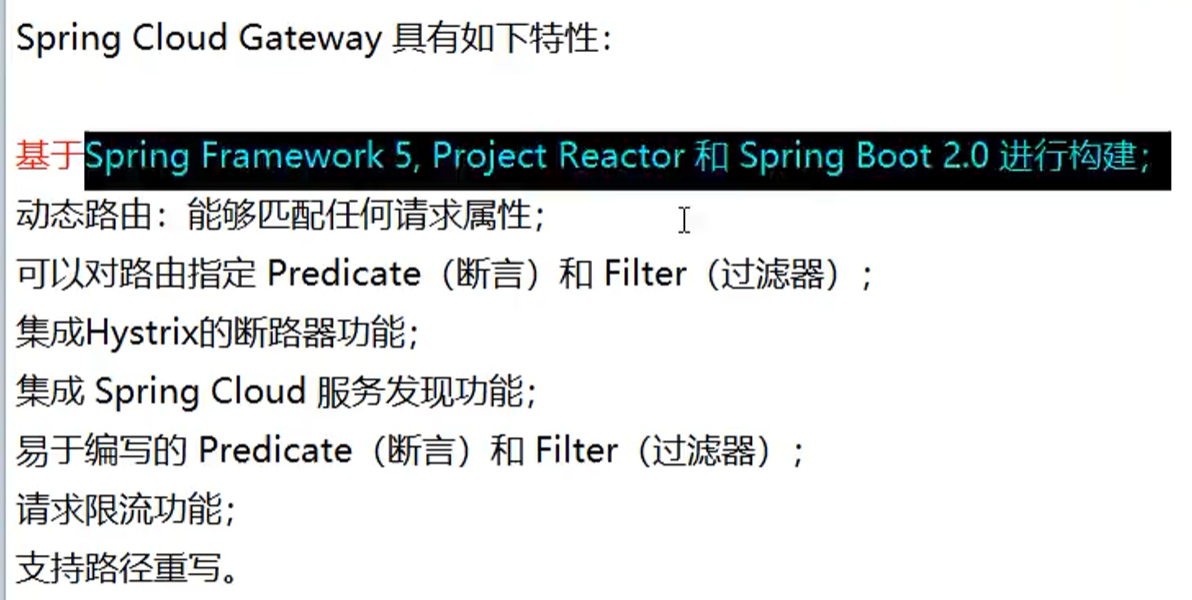 Spring Cloud Gateway 具有如下特性：
基于Spring Framework 5, Project Reactor 和 Spring Boot 2.0 进行构建；
动态路由：能够匹配任何请求属性；
可以对路由指定 Predicate（断言）和 Filter（过滤器）；
集成Hystrix的断路器功能；
集成 Spring Cloud 服务发现功能；
易于编写的 Predicate（断言）和 Filter（过滤器）；
请求限流功能；
支持路径重写。